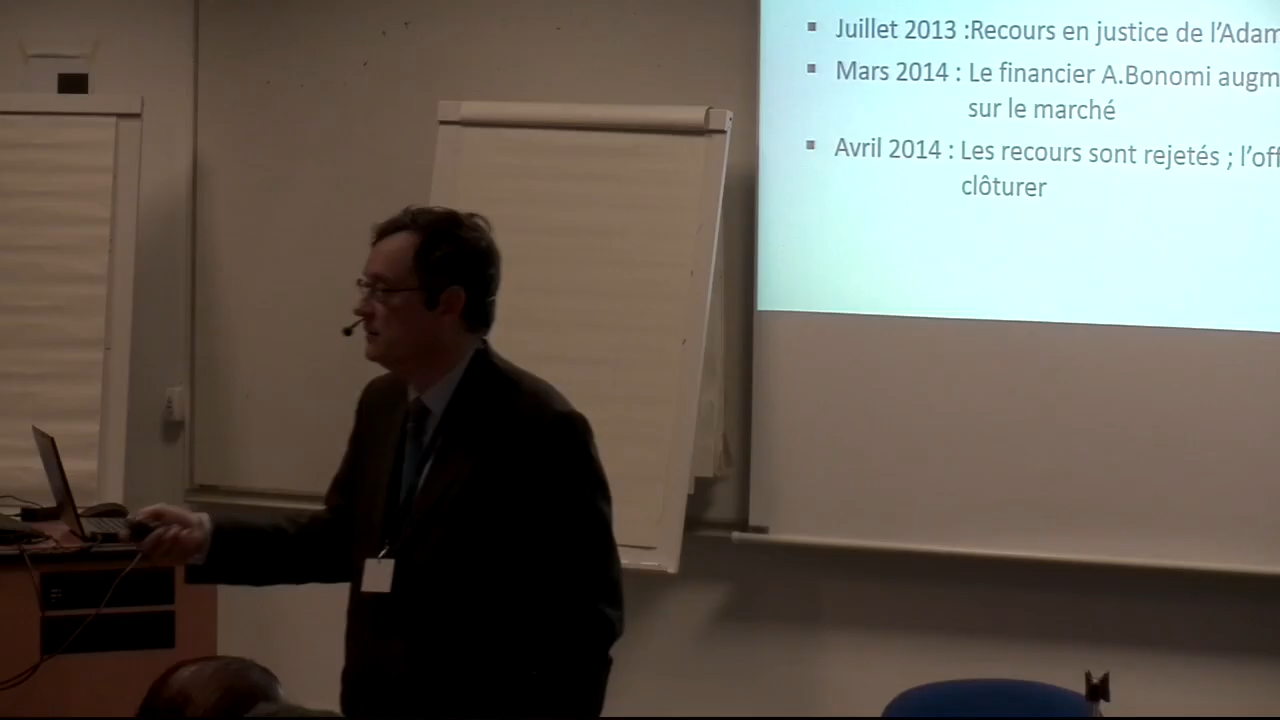 Juillet 2013 :Recours en justice de l’Adam
Mars 2014 : Le financier A.Bonomi augm
sur le marché
Avril 2014 : Les recours sont rejetés ; l’off
clôturer